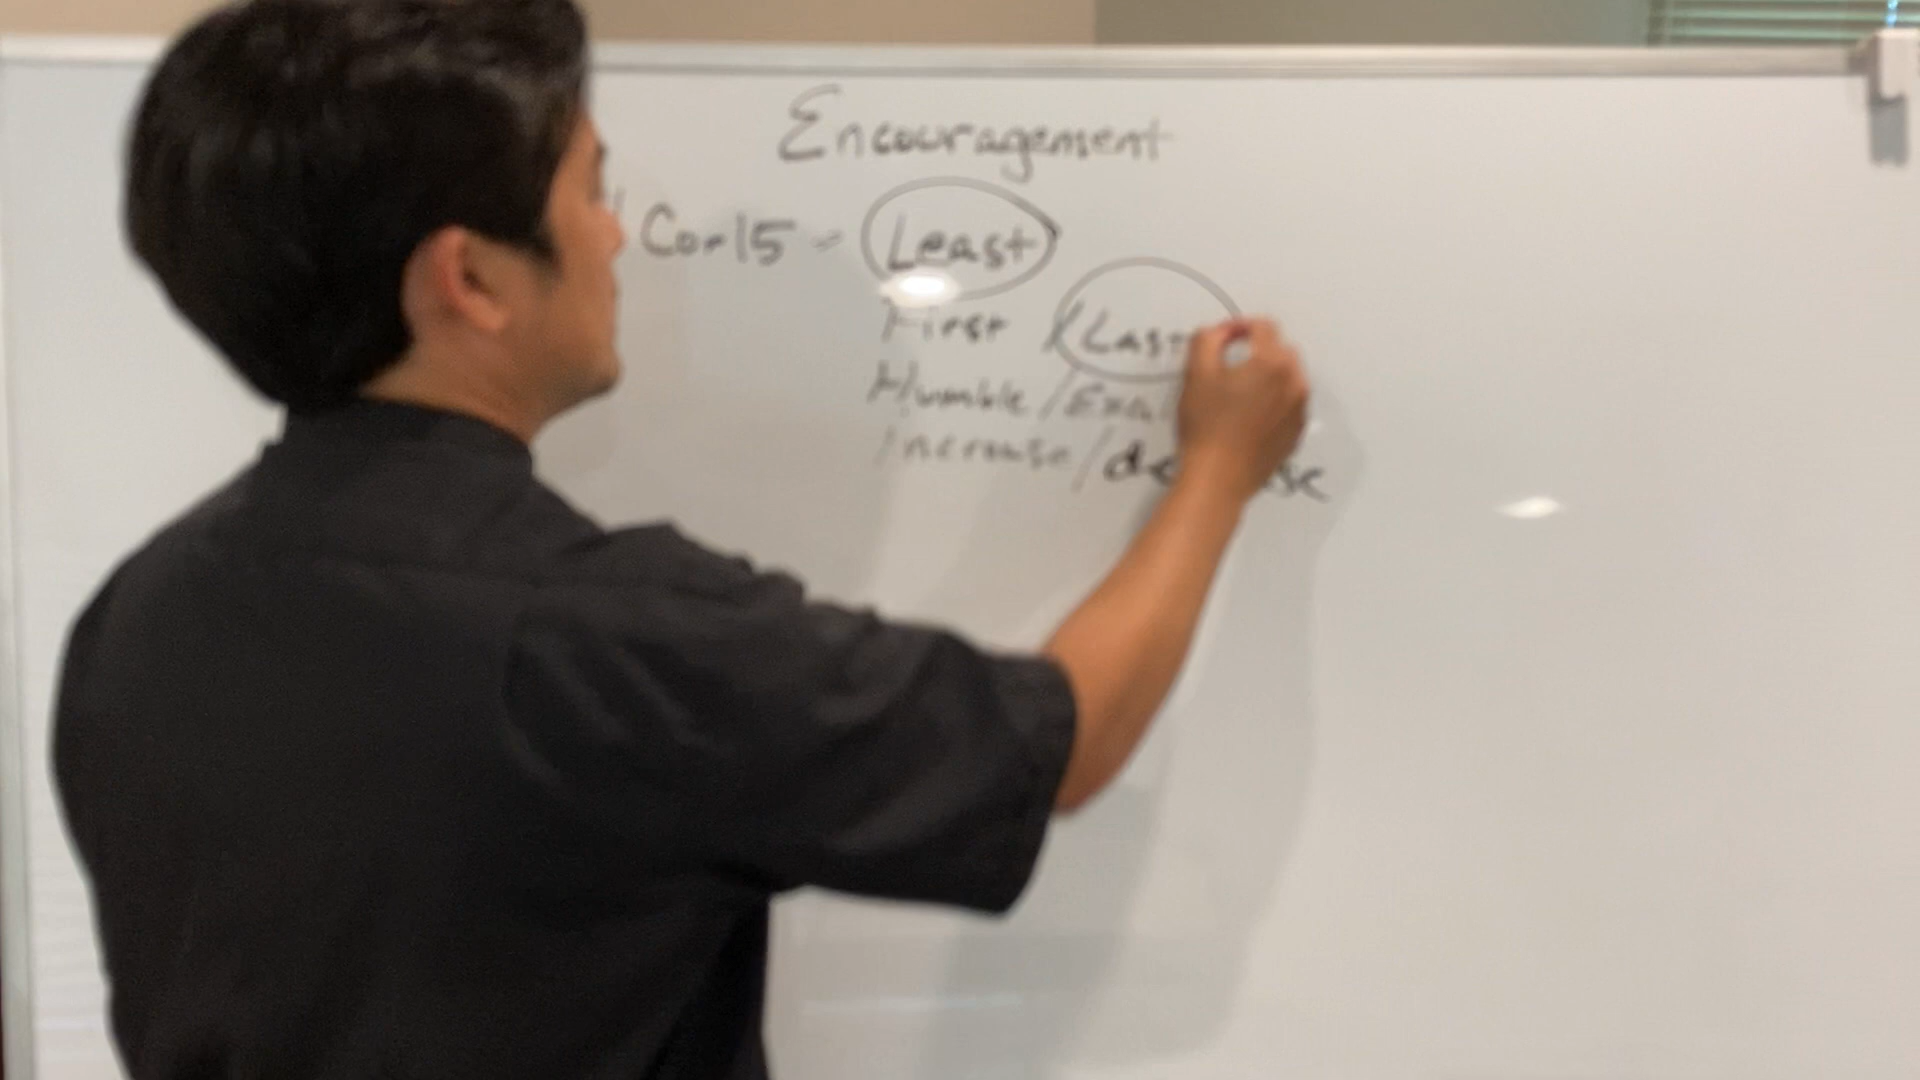 Encouragement
Cor 15 - Least
First / Last
Humble /
Increase /